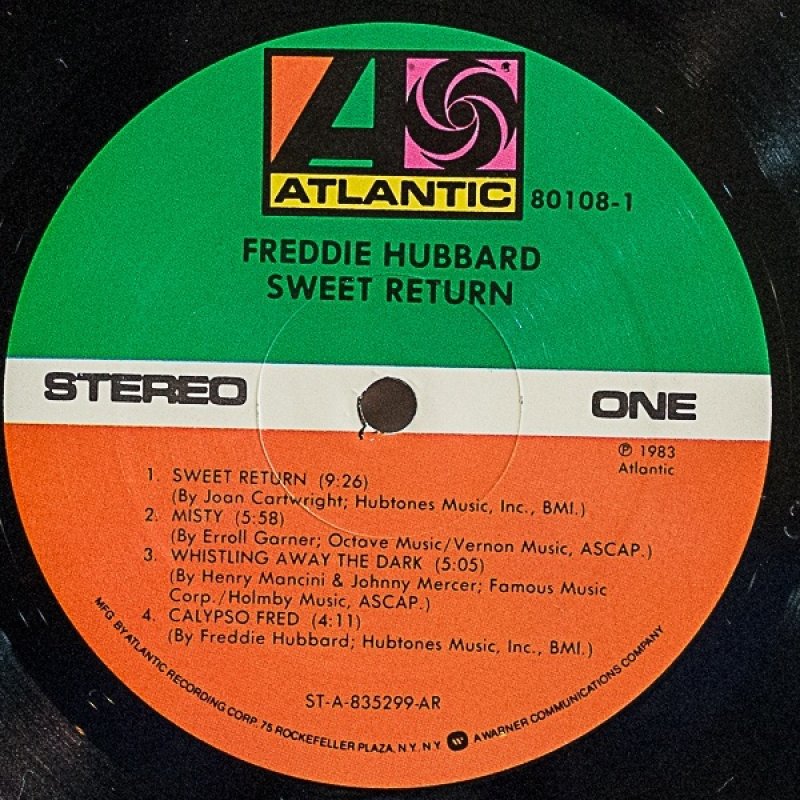 ATLANTIC
80108-1
FREDDIE HUBBARD
SWEET RETURN
STEREO
ONE
℗ 1983
Atlantic
1. SWEET RETURN (9:26)
(By Joan Cartwright; Hubtones Music, Inc., BMI.)
2. MISTY (5:58)
(By Erroll Garner; Octave Music/Vernon Music, ASCAP.)
3. WHISTLING AWAY THE DARK (5:05)
(By Henry Mancini & Johnny Mercer; Famous Music
Corp./Holmby Music, ASCAP.)
4. CALYPSO FRED (4:11)
(By Freddie Hubbard; Hubtones Music, Inc., BMI.)
ST-A-835299-AR
MFG. BY ATLANTIC RECORDING CORP. 75 ROCKEFELLER PLAZA, N.Y. N.Y. W A WARNER COMMUNICATIONS COMPANY